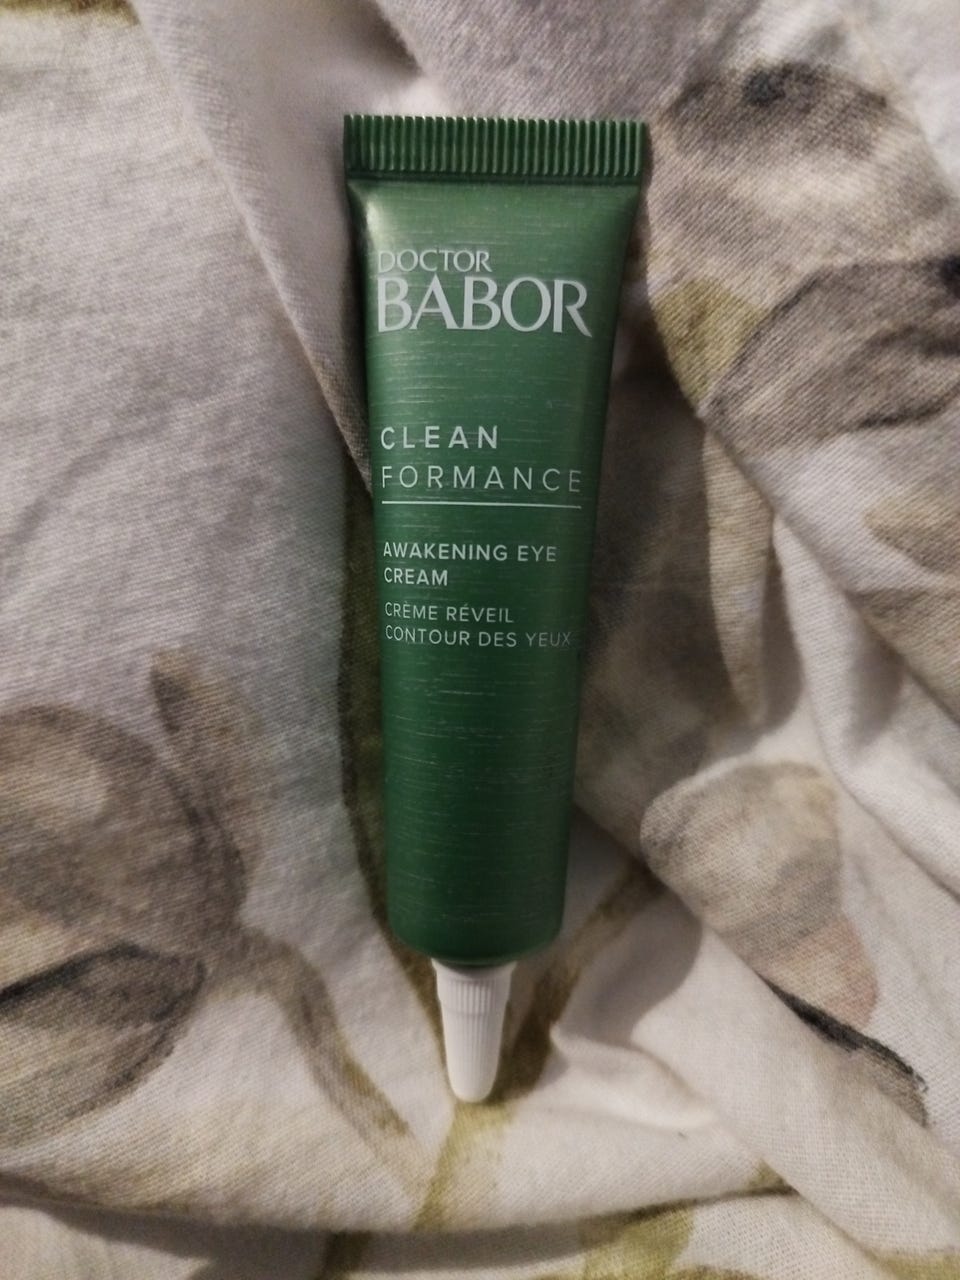 DOCTOR
BABOR
CLEAN
FORMANCE
AWAKENING EYE
CREAM
CRÈME RÉVEIL
CONTOUR DES YEUX